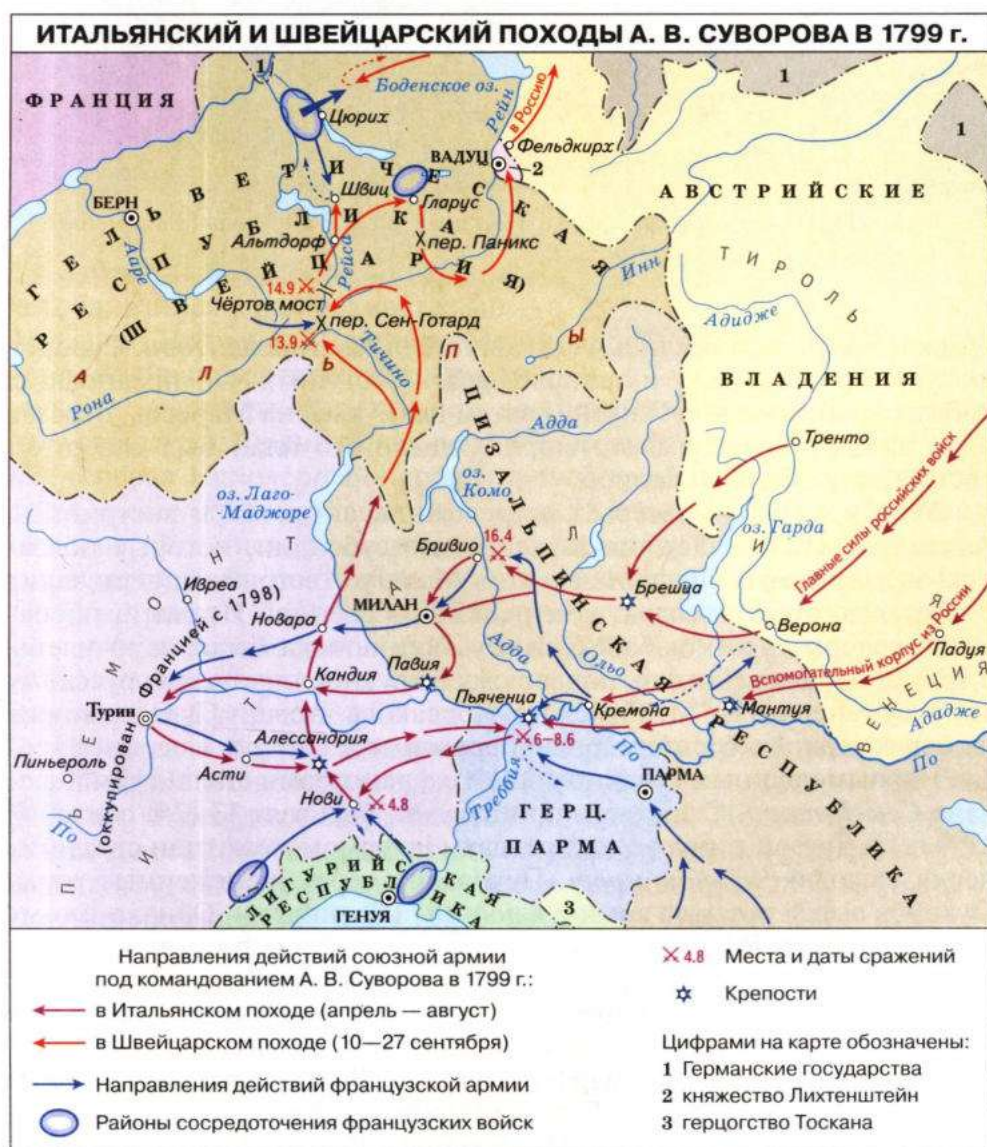 ИТАЛЬЯНСКИЙ И ШВЕЙЦАРСКИЙ ПОХОДЫ А. В. СУВОРОВА В 1799 г.
1
1
1
ФРАНЦИЯ
Боденское оз.
Рейн
в Россию
Цюрих
Фельдкирх
ВАДУЦ
2
АВСТРИЙСКИЕ
ВЛАДЕНИЯ
ГЕЛЬВЕТИЧЕСКАЯ
РЕСПУБЛИКА
(ШВЕЙЦАРИЯ)
БЕРН
Швиц
Гларус
Ааре
Альтдорф
Рейса
пер. Паникс
Инн
ТИРОЛЬ
14.9
Чёртов мост
пер. Сен-Готард
13.9
Адидже
АЛЬПЫ
Тичино
Рона
ЦИЗАЛЬПИЙСКАЯ
РЕСПУБЛИКА
Адда
Тренто
оз. Комо
оз. Лаго-
Маджоре
оз. Гарда
Главные силы российских войск
ИТАЛИЯ
ПЬЕМОНТ
(оккупирован Францией с 1798)
Бривио
16.4
Ивреа
МИЛАН
Брешиа
Новара
Верона
Падуя
Адда
Ольо
Вспомогательный корпус из России
Павия
Кандия
Пьяченца
Кремона
Мантуя
ВЕНЕЦИЯ
Ададже
Турин
Алессандрия
6–8.6
По
По
Пиньероль
Асти
Треббия
ПАРМА
Нови
4.8
ГЕРЦ.
ПАРМА
По
ЛИГУРИЙСКАЯ
РЕСПУБЛИКА
ГЕНУЯ
3
Направления действий союзной армии
под командованием А. В. Суворова в 1799 г.:
в Итальянском походе (апрель — август)
в Швейцарском походе (10—27 сентября)
Направления действий французской армии
Районы сосредоточения французских войск
4.8 Места и даты сражений
Крепости
Цифрами на карте обозначены:
1 Германские государства
2 княжество Лихтенштейн
3 герцогство Тоскана